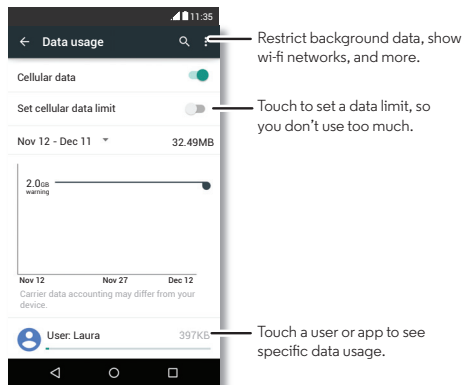 11:35
Data usage
Cellular data
Set cellular data limit
Nov 12 - Dec 11 32.49MB
2.0GB
warning
Nov 12 Nov 27 Dec 12
Carrier data accounting may differ from your
device.
User: Laura 397KB
Restrict background data, show
wi-fi networks, and more.
Touch to set a data limit, so
you don't use too much.
Touch a user or app to see
specific data usage.